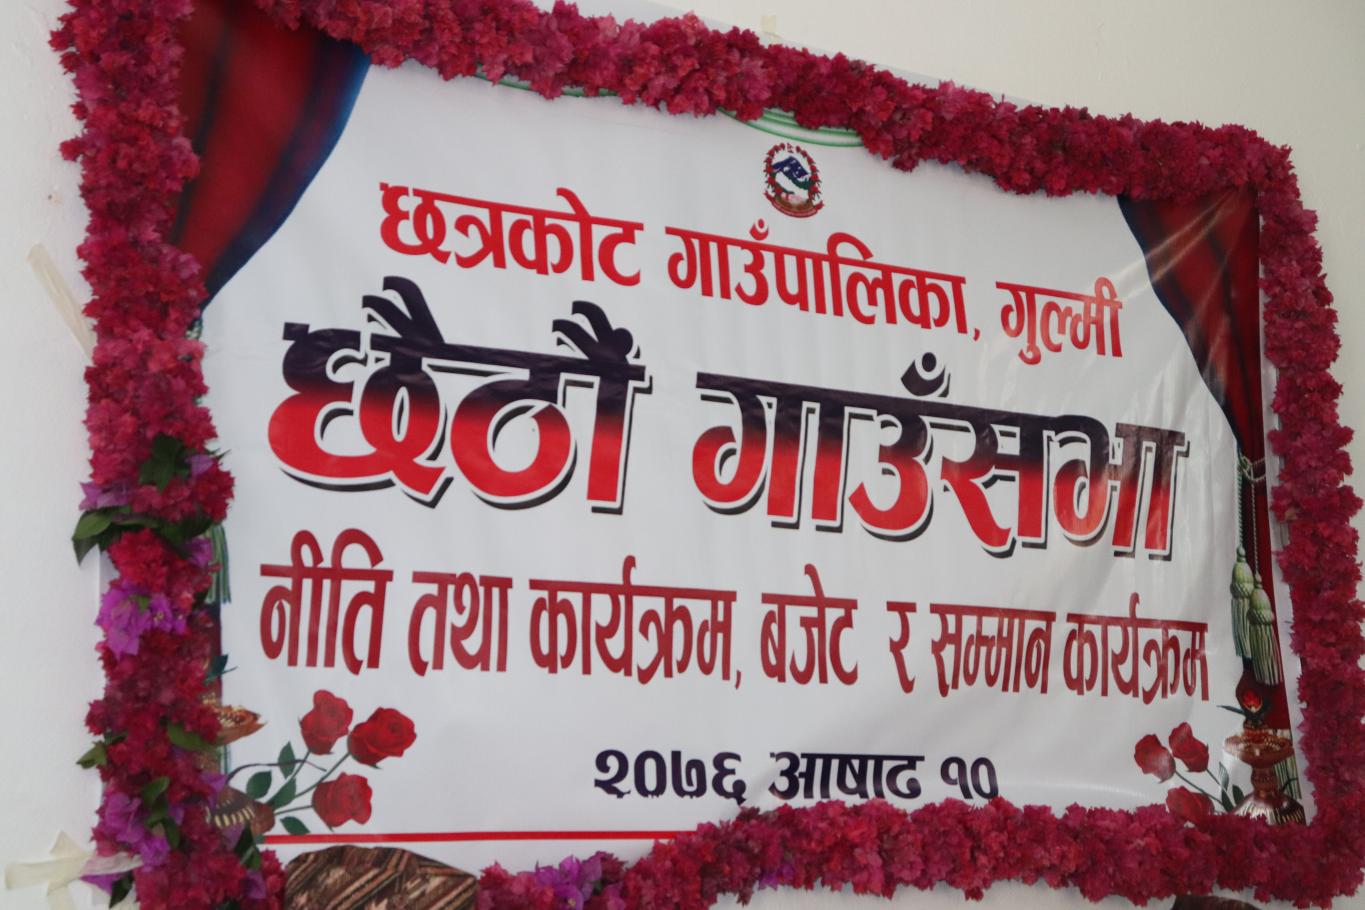 छत्रकोट गाउँपालिका, गुल्मी
छैठौं गाउँसभा
नीति तथा कार्यक्रम, बजेट र सम्मान कार्यक्रम
२०७६ आषाढ १०